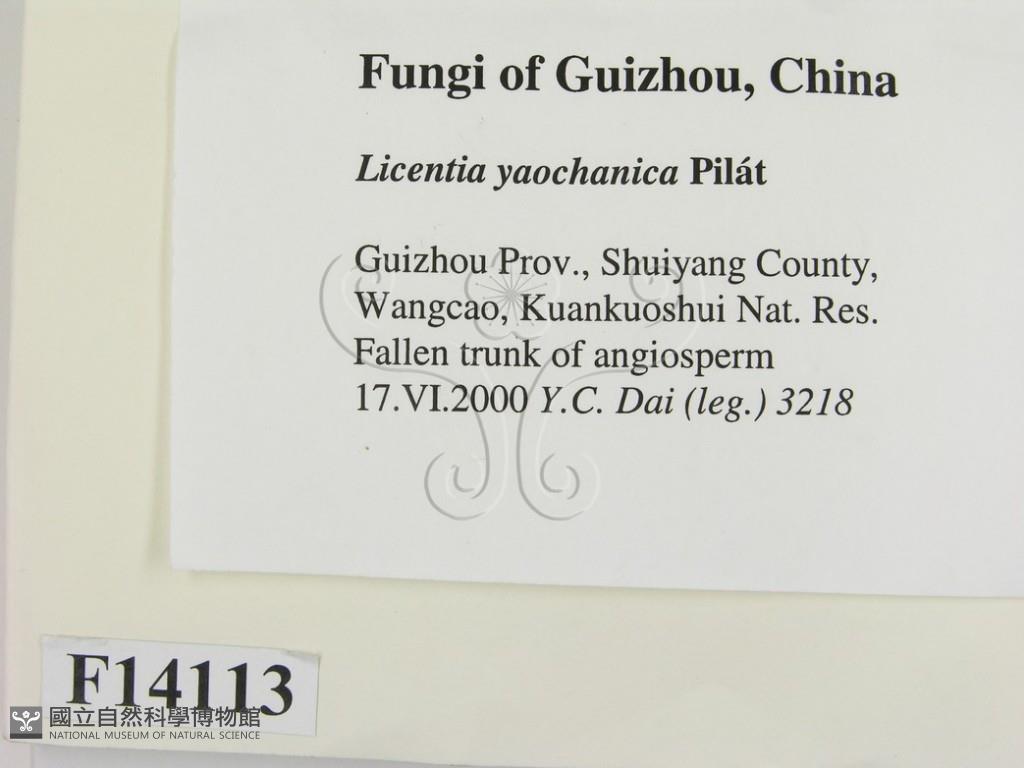 Fungi of Guizhou, China
Licentia yaochanica Pilát
Guizhou Prov., Shuiyang County,
Wangcao, Kuankuoshui Nat. Res.
Fallen trunk of angiosperm
17.VI.2000 Y.C. Dai (leg.) 3218
F14113
國立自然科學博物館
NATIONAL MUSEUM OF NATURAL SCIENCE